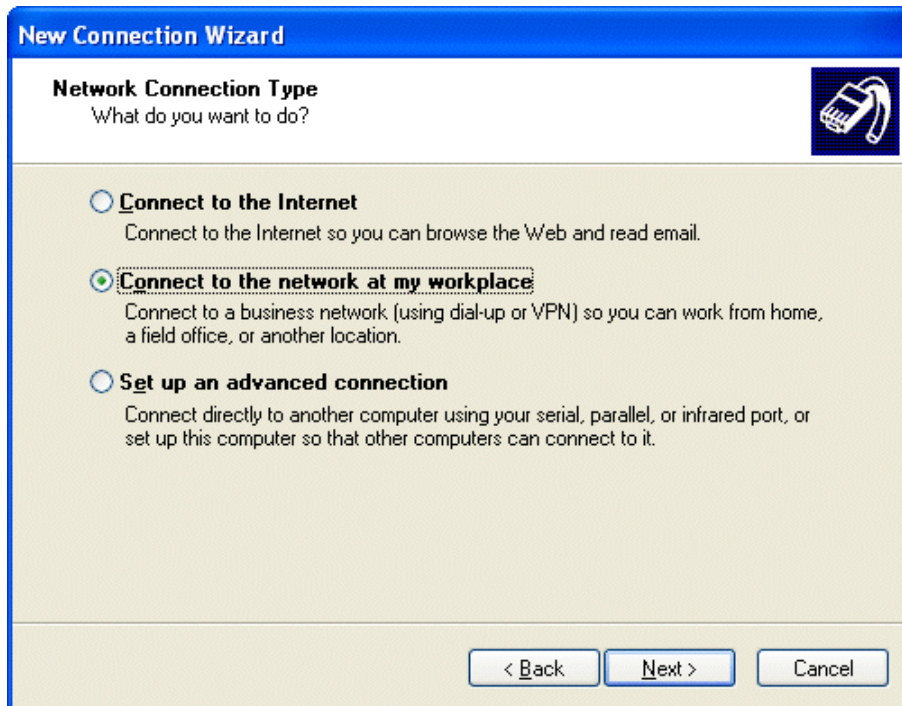 New Connection Wizard
Network Connection Type
What do you want to do?
Connect to the Internet
Connect to the Internet so you can browse the Web and read email.
Connect to the network at my workplace
Connect to a business network (using dial-up or VPN) so you can work from home,
a field office, or another location.
Set up an advanced connection
Connect directly to another computer using your serial, parallel, or infrared port, or
set up this computer so that other computers can connect to it.
< Back Next > Cancel